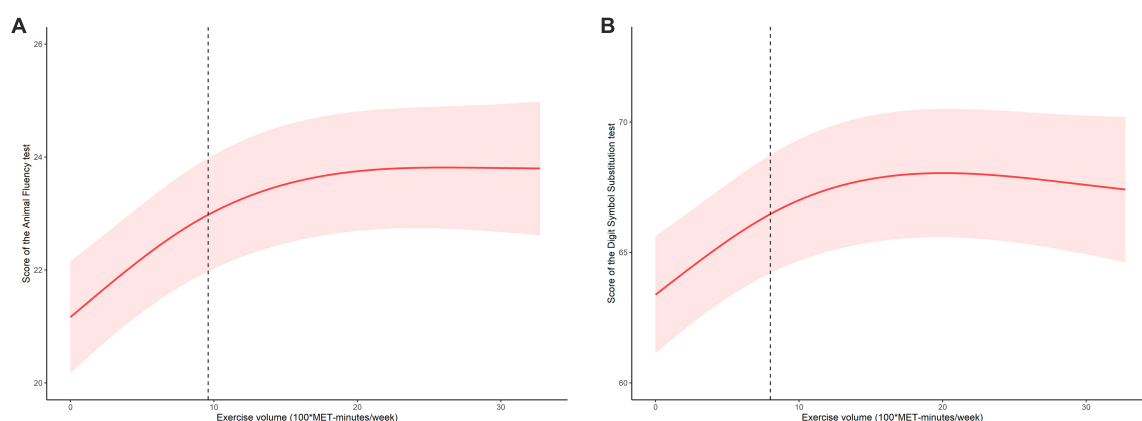 A
Score of the Animal Fluency test
26
24
22
20
0 10 20 30
Exercise volume (100*MET-minutes/week)
B
Score of the Digit Symbol Substitution test
70
65
60
0 10 20 30
Exercise volume (100*MET-minutes/week)